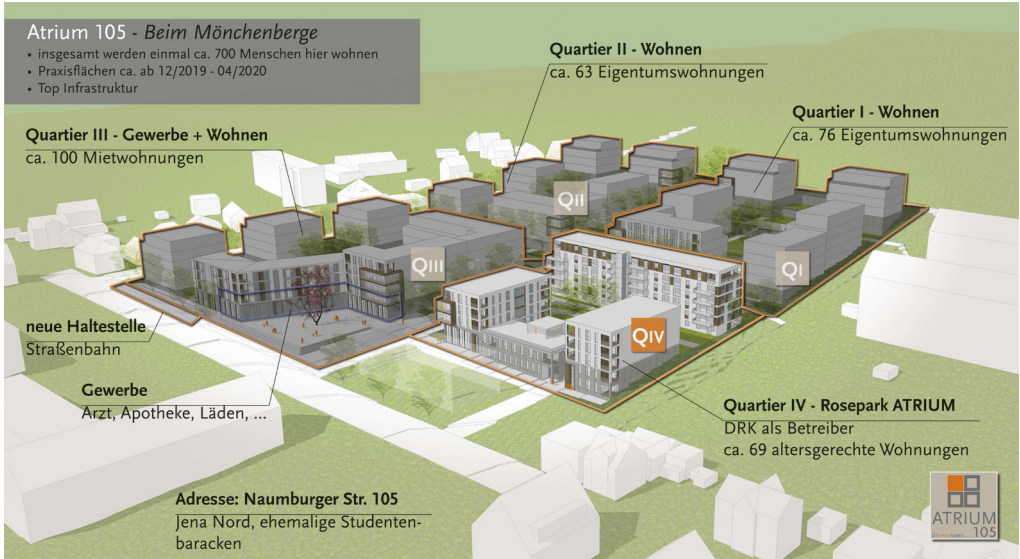 Atrium 105 - Beim Mönchenberge
• insgesamt werden einmal ca. 700 Menschen hier wohnen
• Praxisflächen ca. ab 12/2019 - 04/2020
• Top Infrastruktur
Quartier II - Wohnen
ca. 63 Eigentumswohnungen
Quartier I - Wohnen
ca. 76 Eigentumswohnungen
Quartier III - Gewerbe + Wohnen
ca. 100 Mietwohnungen
QII
QIII
QI
QIV
neue Haltestelle
Straßenbahn
Gewerbe
Arzt, Apotheke, Läden, ...
Quartier IV - Rosepark ATRIUM
DRK als Betreiber
ca. 69 altersgerechte Wohnungen
Adresse: Naumburger Str. 105
Jena Nord, ehemalige Studenten-
baracken
ATRIUM
105